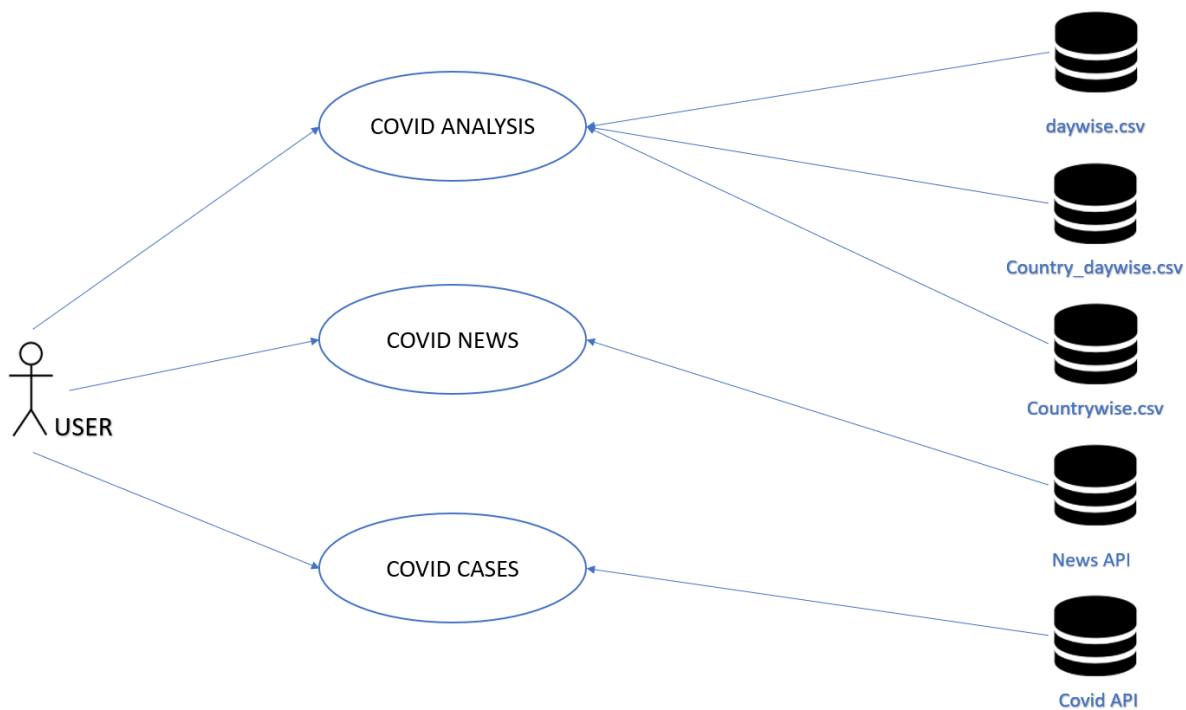 COVID ANALYSIS
daywise.csv
Country_daywise.csv
COVID NEWS
Countrywise.csv
USER
News API
COVID CASES
Covid API